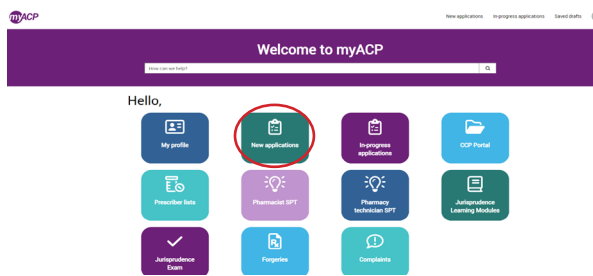 myACP
New applications In-progress applications Saved drafts
Welcome to myACP
How can we help?
Hello,
My profile
New applications
In-progress
applications
CCP Portal
Prescriber lists
Pharmacist SPT
Pharmacy
technician SPT
Jurisprudence
Learning Modules
Jurisprudence
Exam
Forgeries
Complaints